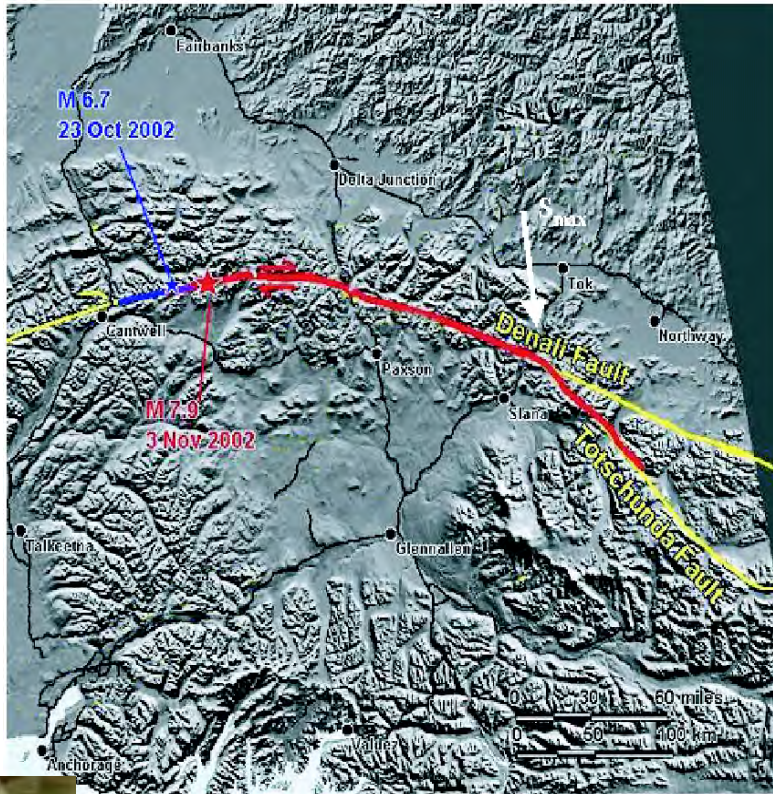 Fairbanks
M 6.7
23 Oct 2002
Delta Junction
Smax
Tok
Cantwell
Northway
Denali Fault
Paxson
M 7.9
3 Nov 2002
Slana
Totschunda Fault
Talkeetna
Glennallen
0 30 60 miles
0 50 100 km
Valdez
Anchorage